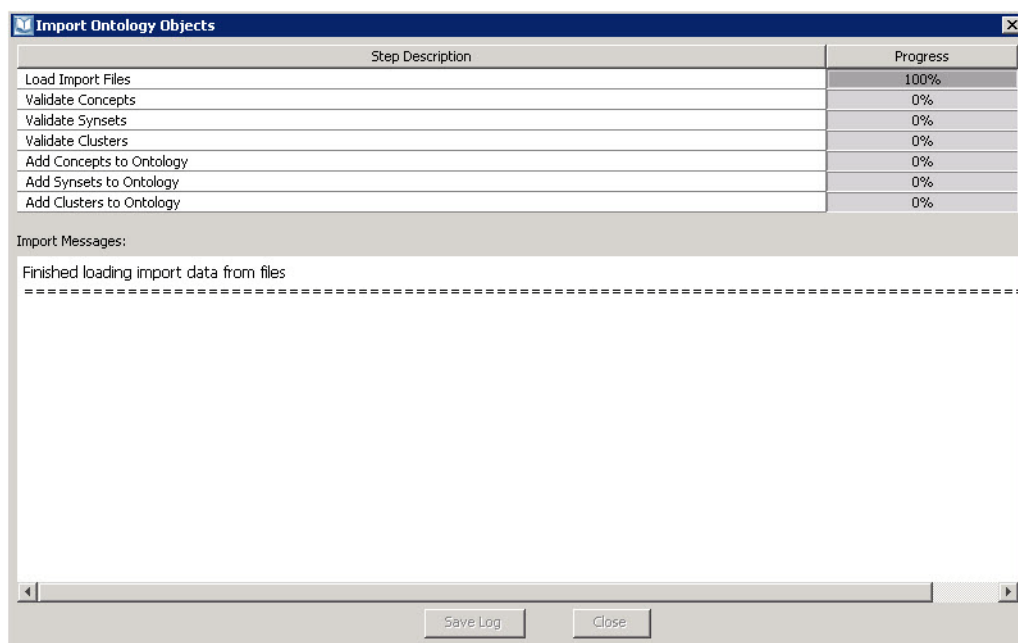 Import Ontology Objects
Step Description Progress
Load Import Files 100%
Validate Concepts 0%
Validate Synsets 0%
Validate Clusters 0%
Add Concepts to Ontology 0%
Add Synsets to Ontology 0%
Add Clusters to Ontology 0%
Import Messages:
Finished loading import data from files
====================================================================================
Save Log Close